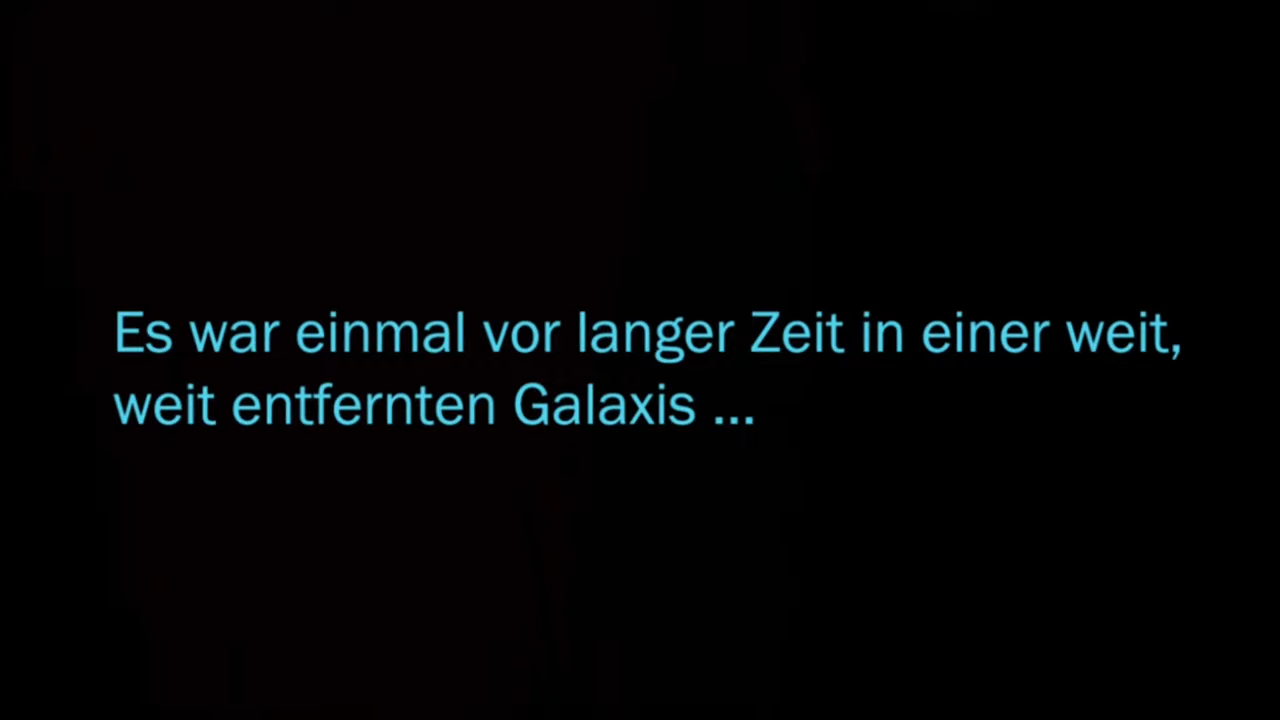 Es war einmal vor langer Zeit in einer weit,
weit entfernten Galaxis ...